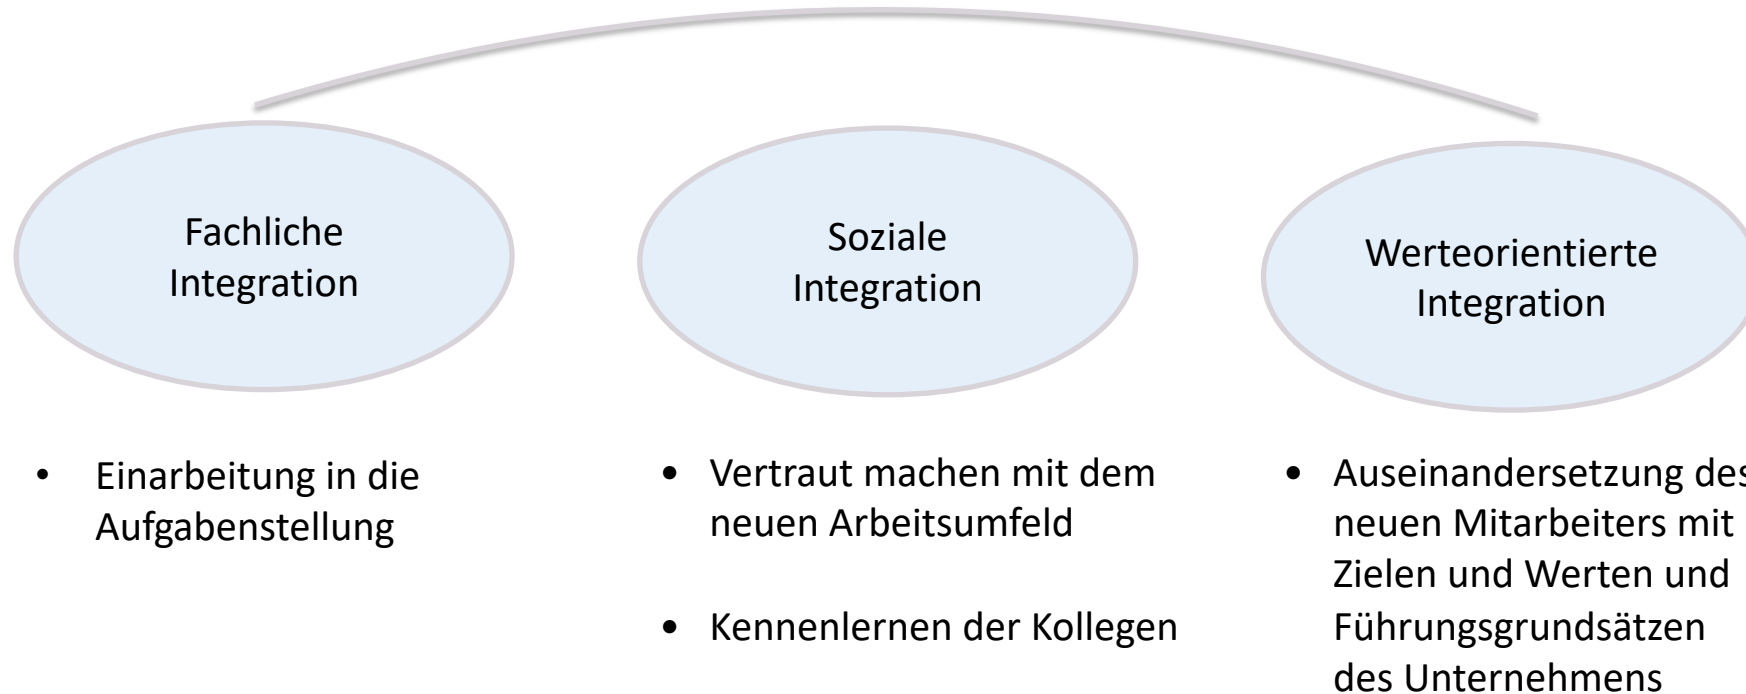 Fachliche
Integration
Soziale
Integration
Werteorientierte
Integration
• Einarbeitung in die
Aufgabenstellung
• Vertraut machen mit dem
neuen Arbeitsumfeld
• Kennenlernen der Kollegen
• Auseinandersetzung des
neuen Mitarbeiters mit
Zielen und Werten und
Führungsgrundsätzen
des Unternehmens